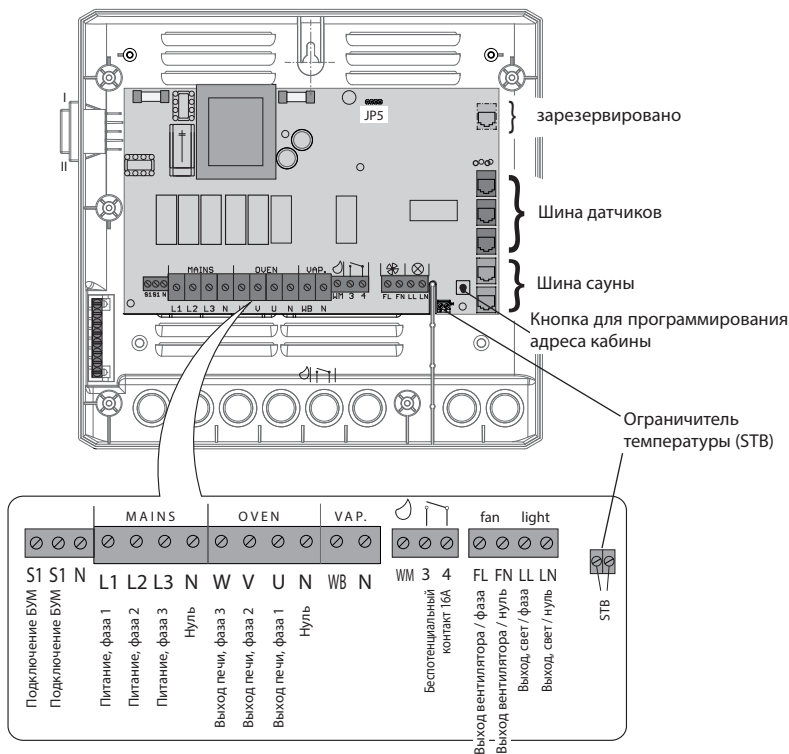 I
II
JP5
зарезервировано
Шина датчиков
Шина сауны
Кнопка для программирования
адреса кабины
Ограничитель
температуры (STB)
MAINS OVEN VAP.
S1 S1 N L1 L2 L3 N W V U N WB N WM 3 4 FL FN LL LN
MAINS OVEN VAP. fan light
S1 S1 N L1 L2 L3 N W V U N WB N WM 3 4 FL FN LL LN
Подключение БУМ
Подключение БУМ
Питание, фаза 1
Питание, фаза 2
Питание, фаза 3
Нуль
Выход печи, фаза 3
Выход печи, фаза 2
Выход печи, фаза 1
Нуль
Беспотенциальный
контакт 16А
Выход вентилятора / фаза
Выход вентилятора / нуль
Выход, свет / фаза
Выход, свет / нуль
STB